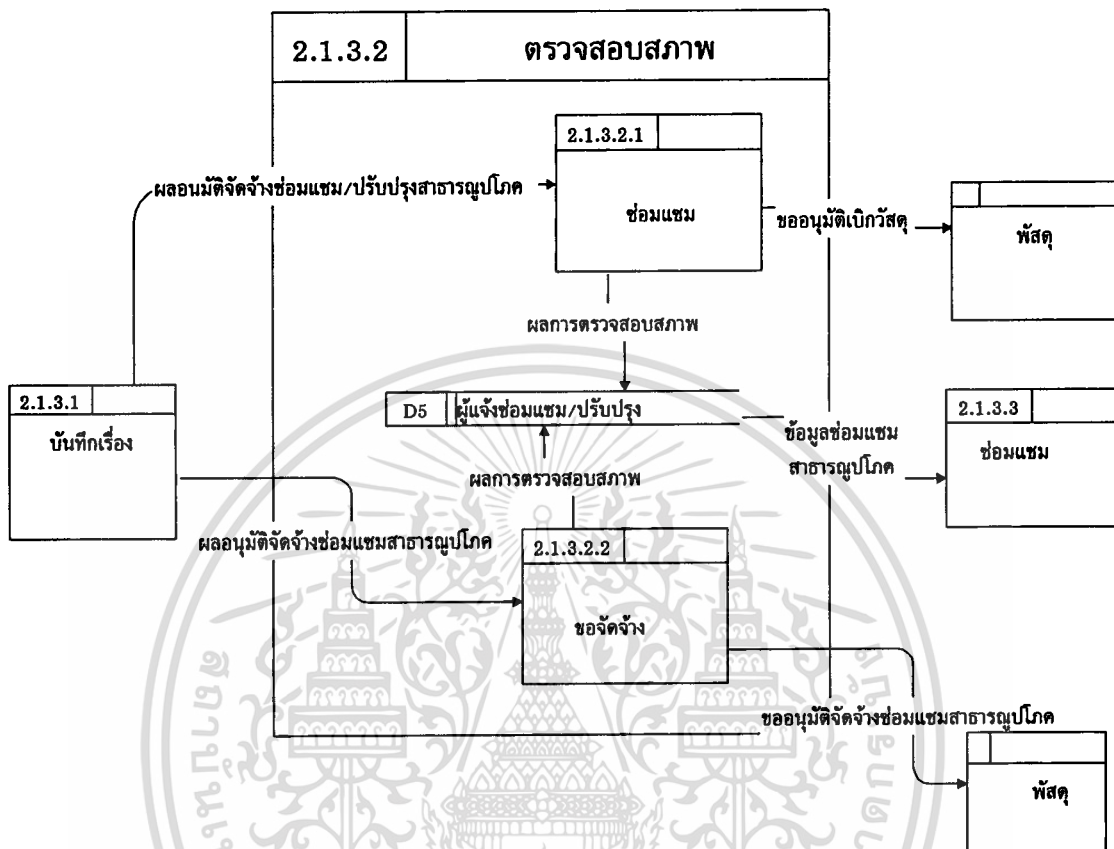 2.1.3.2 ตรวจสอบสภาพ
2.1.3.2.1
ซ่อมแซม
ผลอนมัติจัดจ้างซ่อมแซม/ปรับปรุงสาธารณูปโภค
ขออนุมัติเบิกวัสดุ
พัสดุ
ผลการตรวจสอบสภาพ
2.1.3.1
บันทึกเรื่อง
D5 ผู้แจ้งซ่อมแซม/ปรับปรุง
ข้อมูลซ่อมแซม
สาธารณูปโภค
2.1.3.3
ซ่อมแซม
ผลการตรวจสอบสภาพ
ผลอนุมัติจัดจ้างซ่อมแซมสาธารณูปโภค
2.1.3.2.2
ขอจัดจ้าง
ขออนุมัติจัดจ้างซ่อมแซมสาธารณูปโภค
พัสดุ